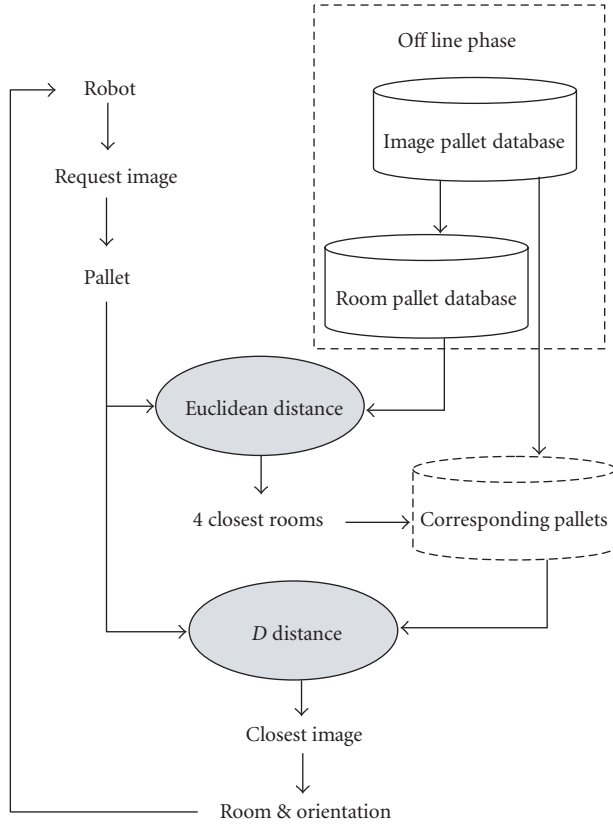 Off line phase
Robot
Image pallet database
Request image
Pallet
Room pallet database
Euclidean distance
4 closest rooms
Corresponding pallets
D distance
Closest image
Room & orientation